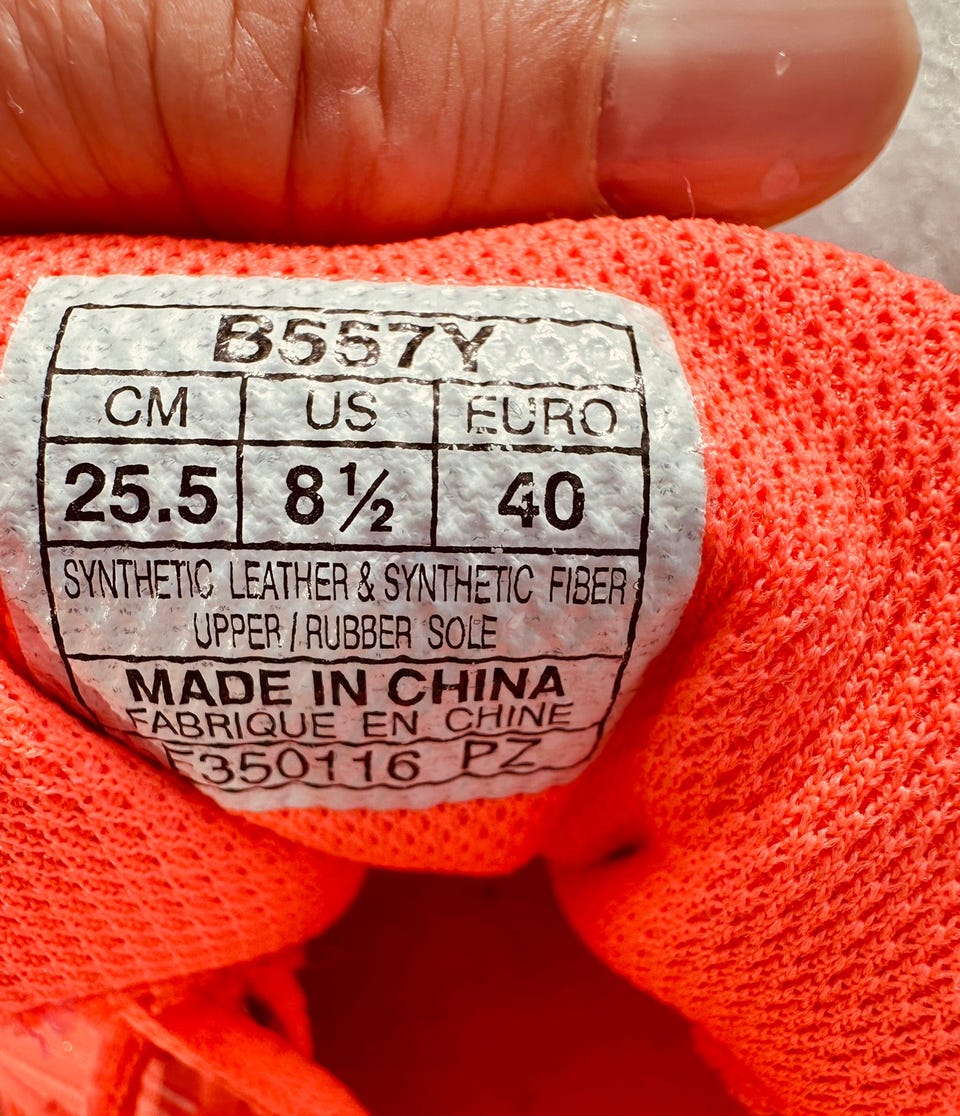 B557Y
CM US EURO
25.5 8½ 40
SYNTHETIC LEATHER & SYNTHETIC FIBER
UPPER / RUBBER SOLE
MADE IN CHINA
FABRIQUE EN CHINE
F350116 PZ